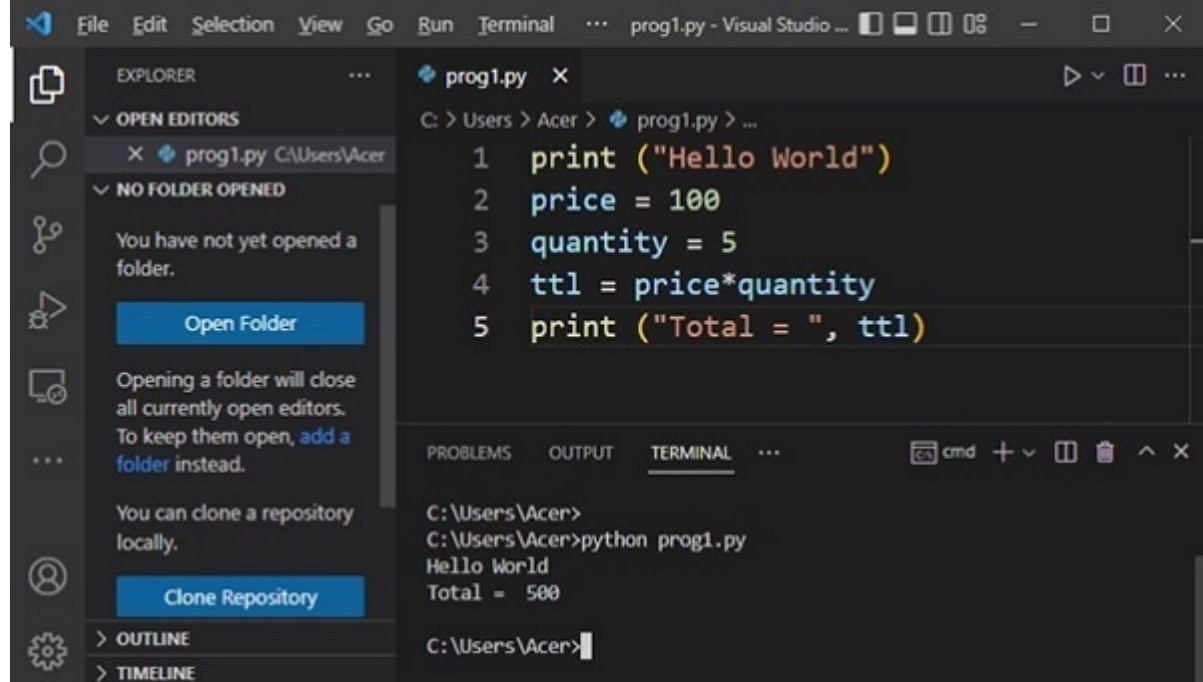 File Edit Selection View Go Run Terminal ··· prog1.py - Visual Studio ...
EXPLORER ···
OPEN EDITORS
prog1.py C:\Users\Acer
NO FOLDER OPENED
You have not yet opened a
folder.
Open Folder
Opening a folder will close
all currently open editors.
To keep them open, add a
folder instead.
You can clone a repository
locally.
Clone Repository
OUTLINE
TIMELINE
prog1.py
C: > Users > Acer > prog1.py > ...
1 print ("Hello World")
2 price = 100
3 quantity = 5
4 ttl = price*quantity
5 print ("Total = ", ttl)
PROBLEMS OUTPUT TERMINAL ··· cmd
C:\Users\Acer>
C:\Users\Acer>python prog1.py
Hello World
Total =  500
C:\Users\Acer>